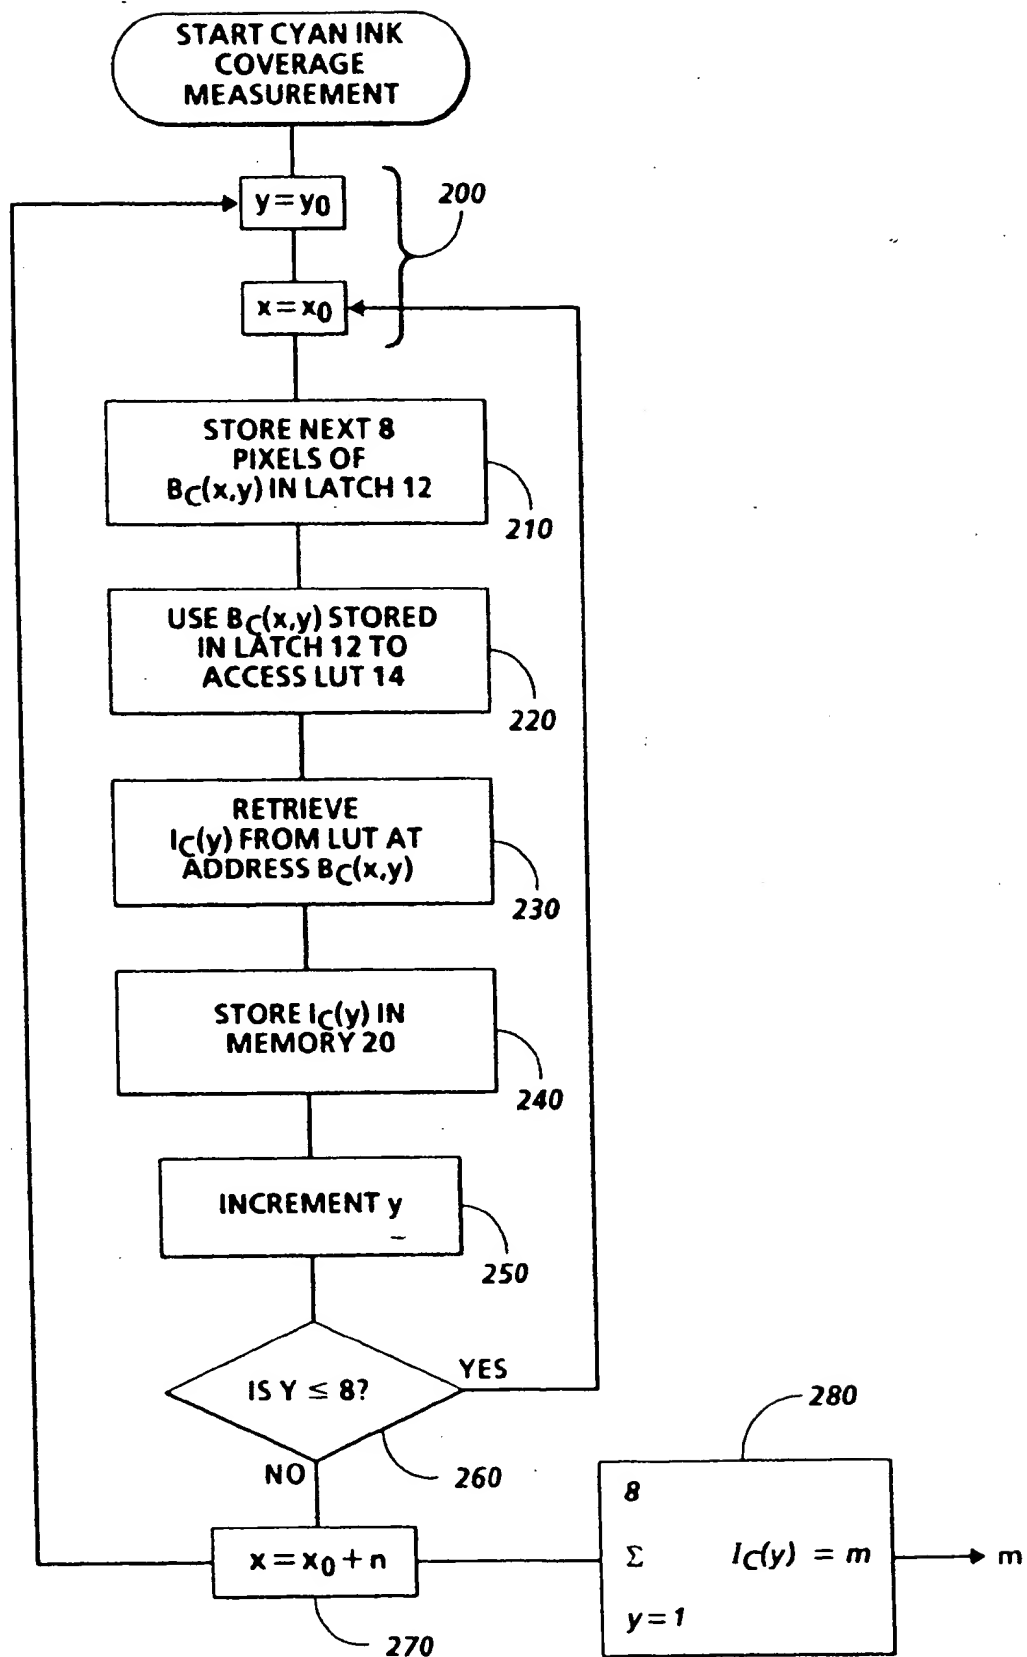 START CYAN INK
COVERAGE
MEASUREMENT
y = y0
200
x = x0
STORE NEXT 8
PIXELS OF
BC(x,y) IN LATCH 12
210
USE BC(x,y) STORED
IN LATCH 12 TO
ACCESS LUT 14
220
RETRIEVE
IC(y) FROM LUT AT
ADDRESS BC(x,y)
230
STORE IC(y) IN
MEMORY 20
240
INCREMENT y
250
IS Y ≤ 8?
YES
NO
260
x = x0 + n
270
280
8
Σ IC(y) = m
y = 1
m